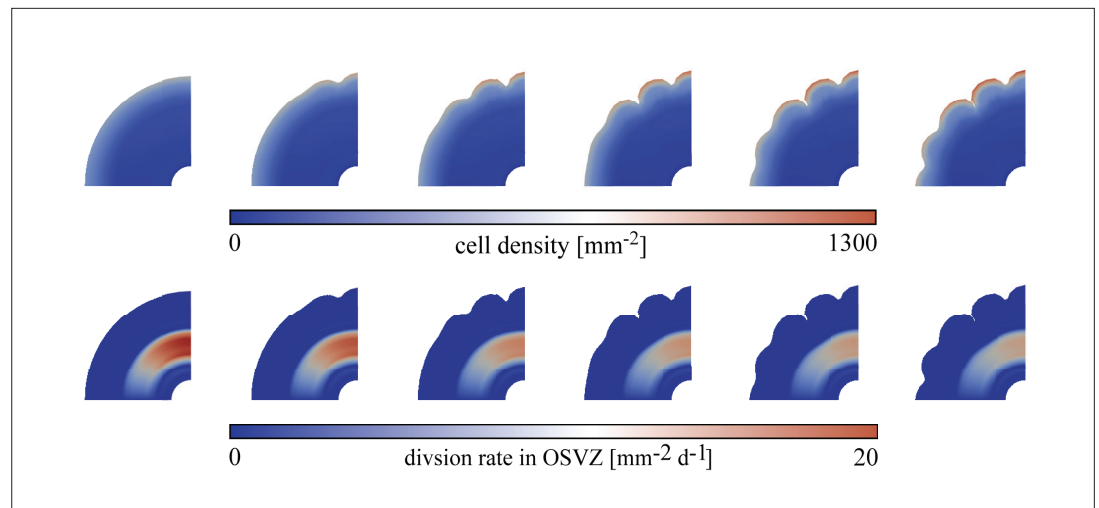 0 cell density [mm⁻²] 1300
0 divsion rate in OSVZ [mm⁻² d⁻¹] 20